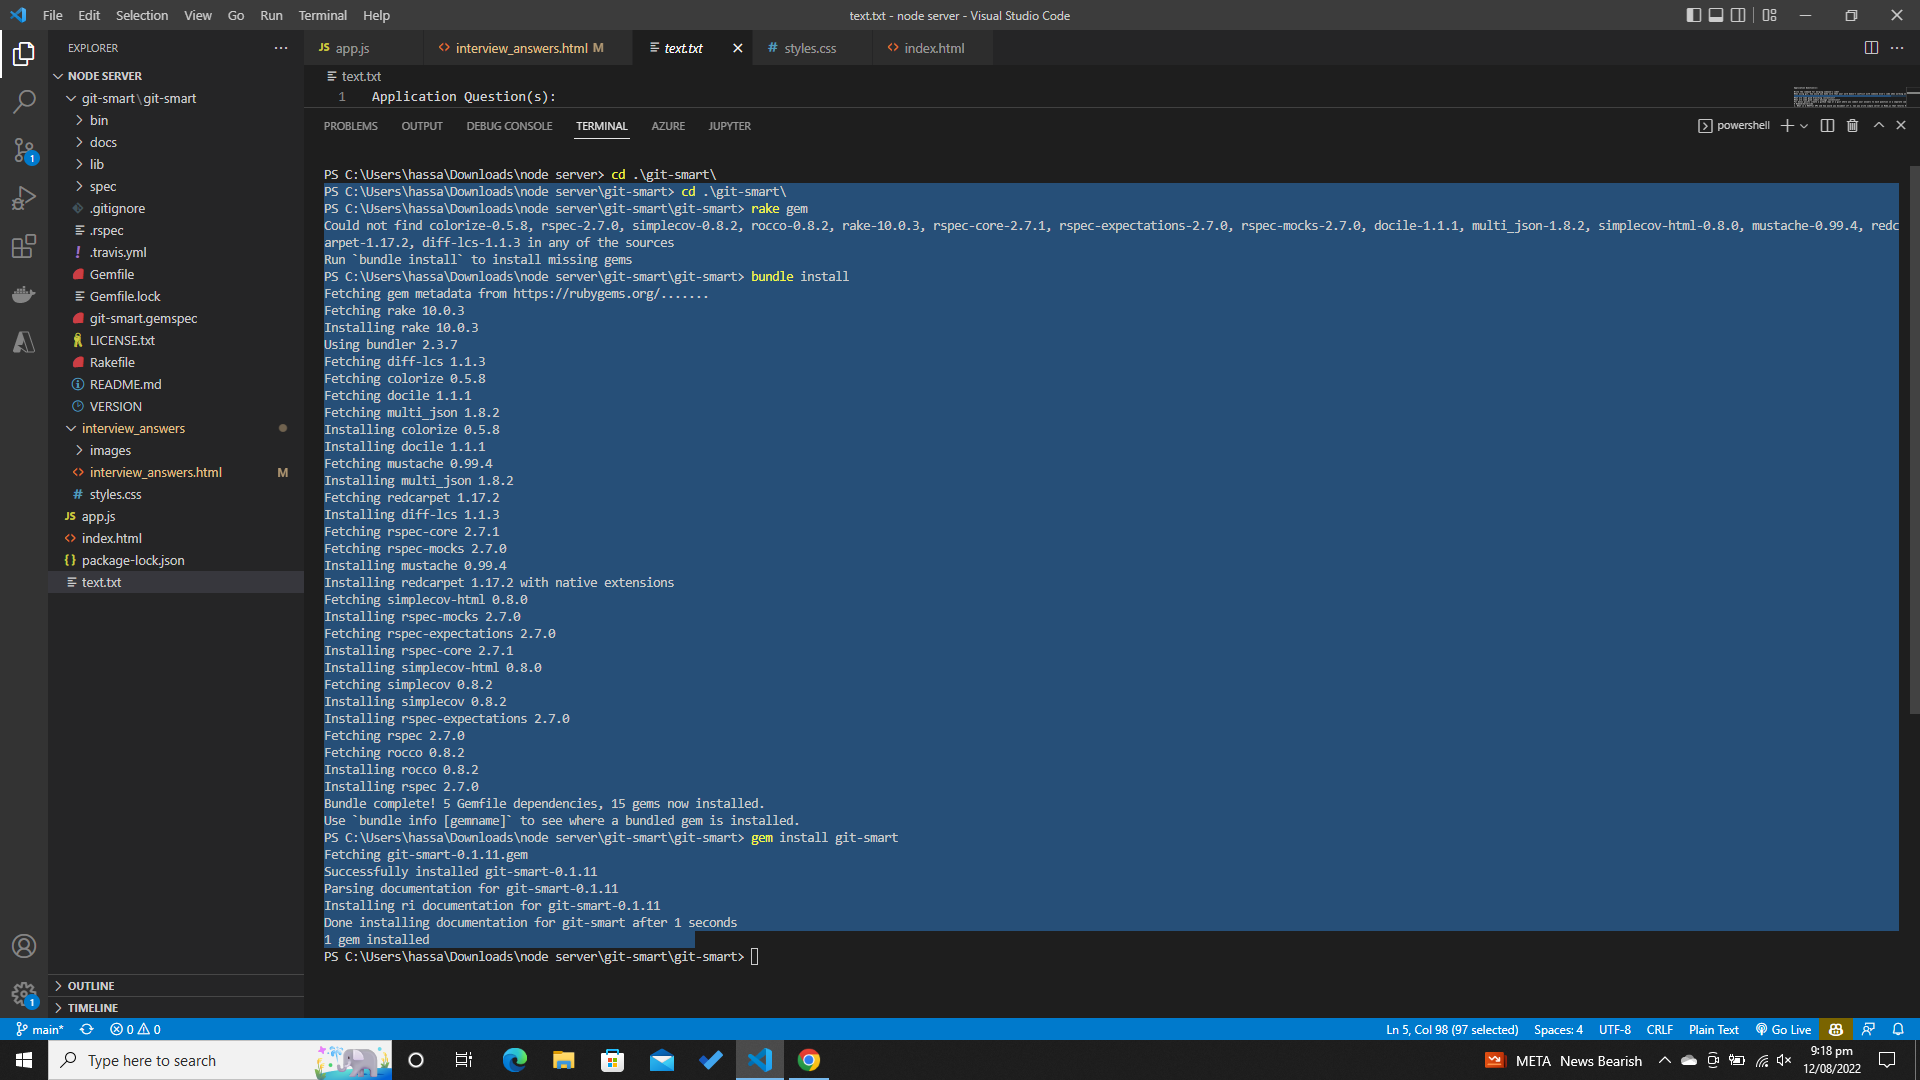 File Edit Selection View Go Run Terminal Help
text.txt - node server - Visual Studio Code
EXPLORER
JS app.js
interview_answers.html M
text.txt
# styles.css
index.html
NODE SERVER
git-smart\git-smart
bin
docs
lib
spec
.gitignore
.rspec
! .travis.yml
Gemfile
Gemfile.lock
git-smart.gemspec
LICENSE.txt
Rakefile
README.md
VERSION
interview_answers
images
interview_answers.html M
# styles.css
JS app.js
index.html
{} package-lock.json
text.txt
OUTLINE
TIMELINE
1
1
text.txt
1 Application Question(s):
PROBLEMS OUTPUT DEBUG CONSOLE TERMINAL AZURE JUPYTER
powershell
PS C:\Users\hassa\Downloads\node server> cd .\git-smart\
PS C:\Users\hassa\Downloads\node server\git-smart> cd .\git-smart\
PS C:\Users\hassa\Downloads\node server\git-smart\git-smart> rake gem
Could not find colorize-0.5.8, rspec-2.7.0, simplecov-0.8.2, rocco-0.8.2, rake-10.0.3, rspec-core-2.7.1, rspec-expectations-2.7.0, rspec-mocks-2.7.0, docile-1.1.1, multi_json-1.8.2, simplecov-html-0.8.0, mustache-0.99.4, redc
arpet-1.17.2, diff-lcs-1.1.3 in any of the sources
Run `bundle install` to install missing gems
PS C:\Users\hassa\Downloads\node server\git-smart\git-smart> bundle install
Fetching gem metadata from https://rubygems.org/.......
Fetching rake 10.0.3
Installing rake 10.0.3
Using bundler 2.3.7
Fetching diff-lcs 1.1.3
Fetching colorize 0.5.8
Fetching docile 1.1.1
Fetching multi_json 1.8.2
Installing colorize 0.5.8
Installing docile 1.1.1
Fetching mustache 0.99.4
Installing multi_json 1.8.2
Fetching redcarpet 1.17.2
Installing diff-lcs 1.1.3
Fetching rspec-core 2.7.1
Fetching rspec-mocks 2.7.0
Installing mustache 0.99.4
Installing redcarpet 1.17.2 with native extensions
Fetching simplecov-html 0.8.0
Installing rspec-mocks 2.7.0
Fetching rspec-expectations 2.7.0
Installing rspec-core 2.7.1
Installing simplecov-html 0.8.0
Fetching simplecov 0.8.2
Installing simplecov 0.8.2
Installing rspec-expectations 2.7.0
Fetching rspec 2.7.0
Fetching rocco 0.8.2
Installing rocco 0.8.2
Installing rspec 2.7.0
Bundle complete! 5 Gemfile dependencies, 15 gems now installed.
Use `bundle info [gemname]` to see where a bundled gem is installed.
PS C:\Users\hassa\Downloads\node server\git-smart\git-smart> gem install git-smart
Fetching git-smart-0.1.11.gem
Successfully installed git-smart-0.1.11
Parsing documentation for git-smart-0.1.11
Installing ri documentation for git-smart-0.1.11
Done installing documentation for git-smart after 1 seconds
1 gem installed
PS C:\Users\hassa\Downloads\node server\git-smart\git-smart>
main* 0 0
Ln 5, Col 98 (97 selected) Spaces: 4 UTF-8 CRLF Plain Text Go Live
Type here to search
META News Bearish
9:18 pm
12/08/2022